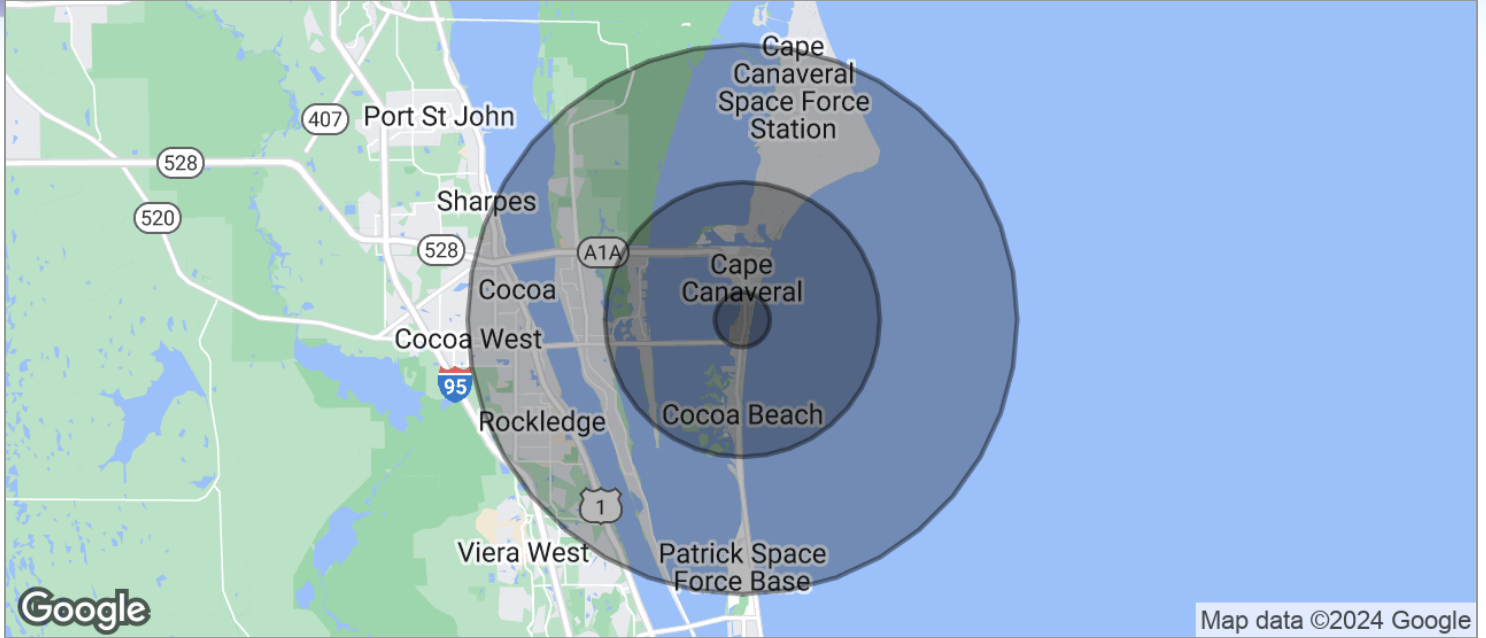 Cape
Canaveral
Space Force
Station
407
Port St John
528
520
Sharpes
528
A1A
Cape
Canaveral
Cocoa
Cocoa West
95
Rockledge
Cocoa Beach
1
Viera West
Patrick Space
Force Base
Google
Map data ©2024 Google